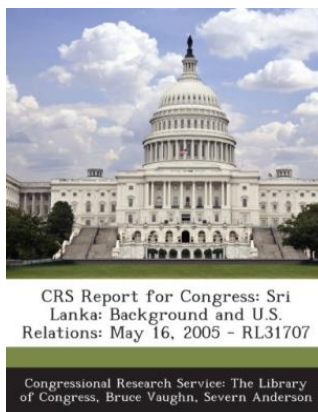 CRS Report for Congress: Sri
Lanka: Background and U.S.
Relations: May 16, 2005 - RL31707
Congressional Research Service: The Library
of Congress, Bruce Vaughn, Severn Anderson